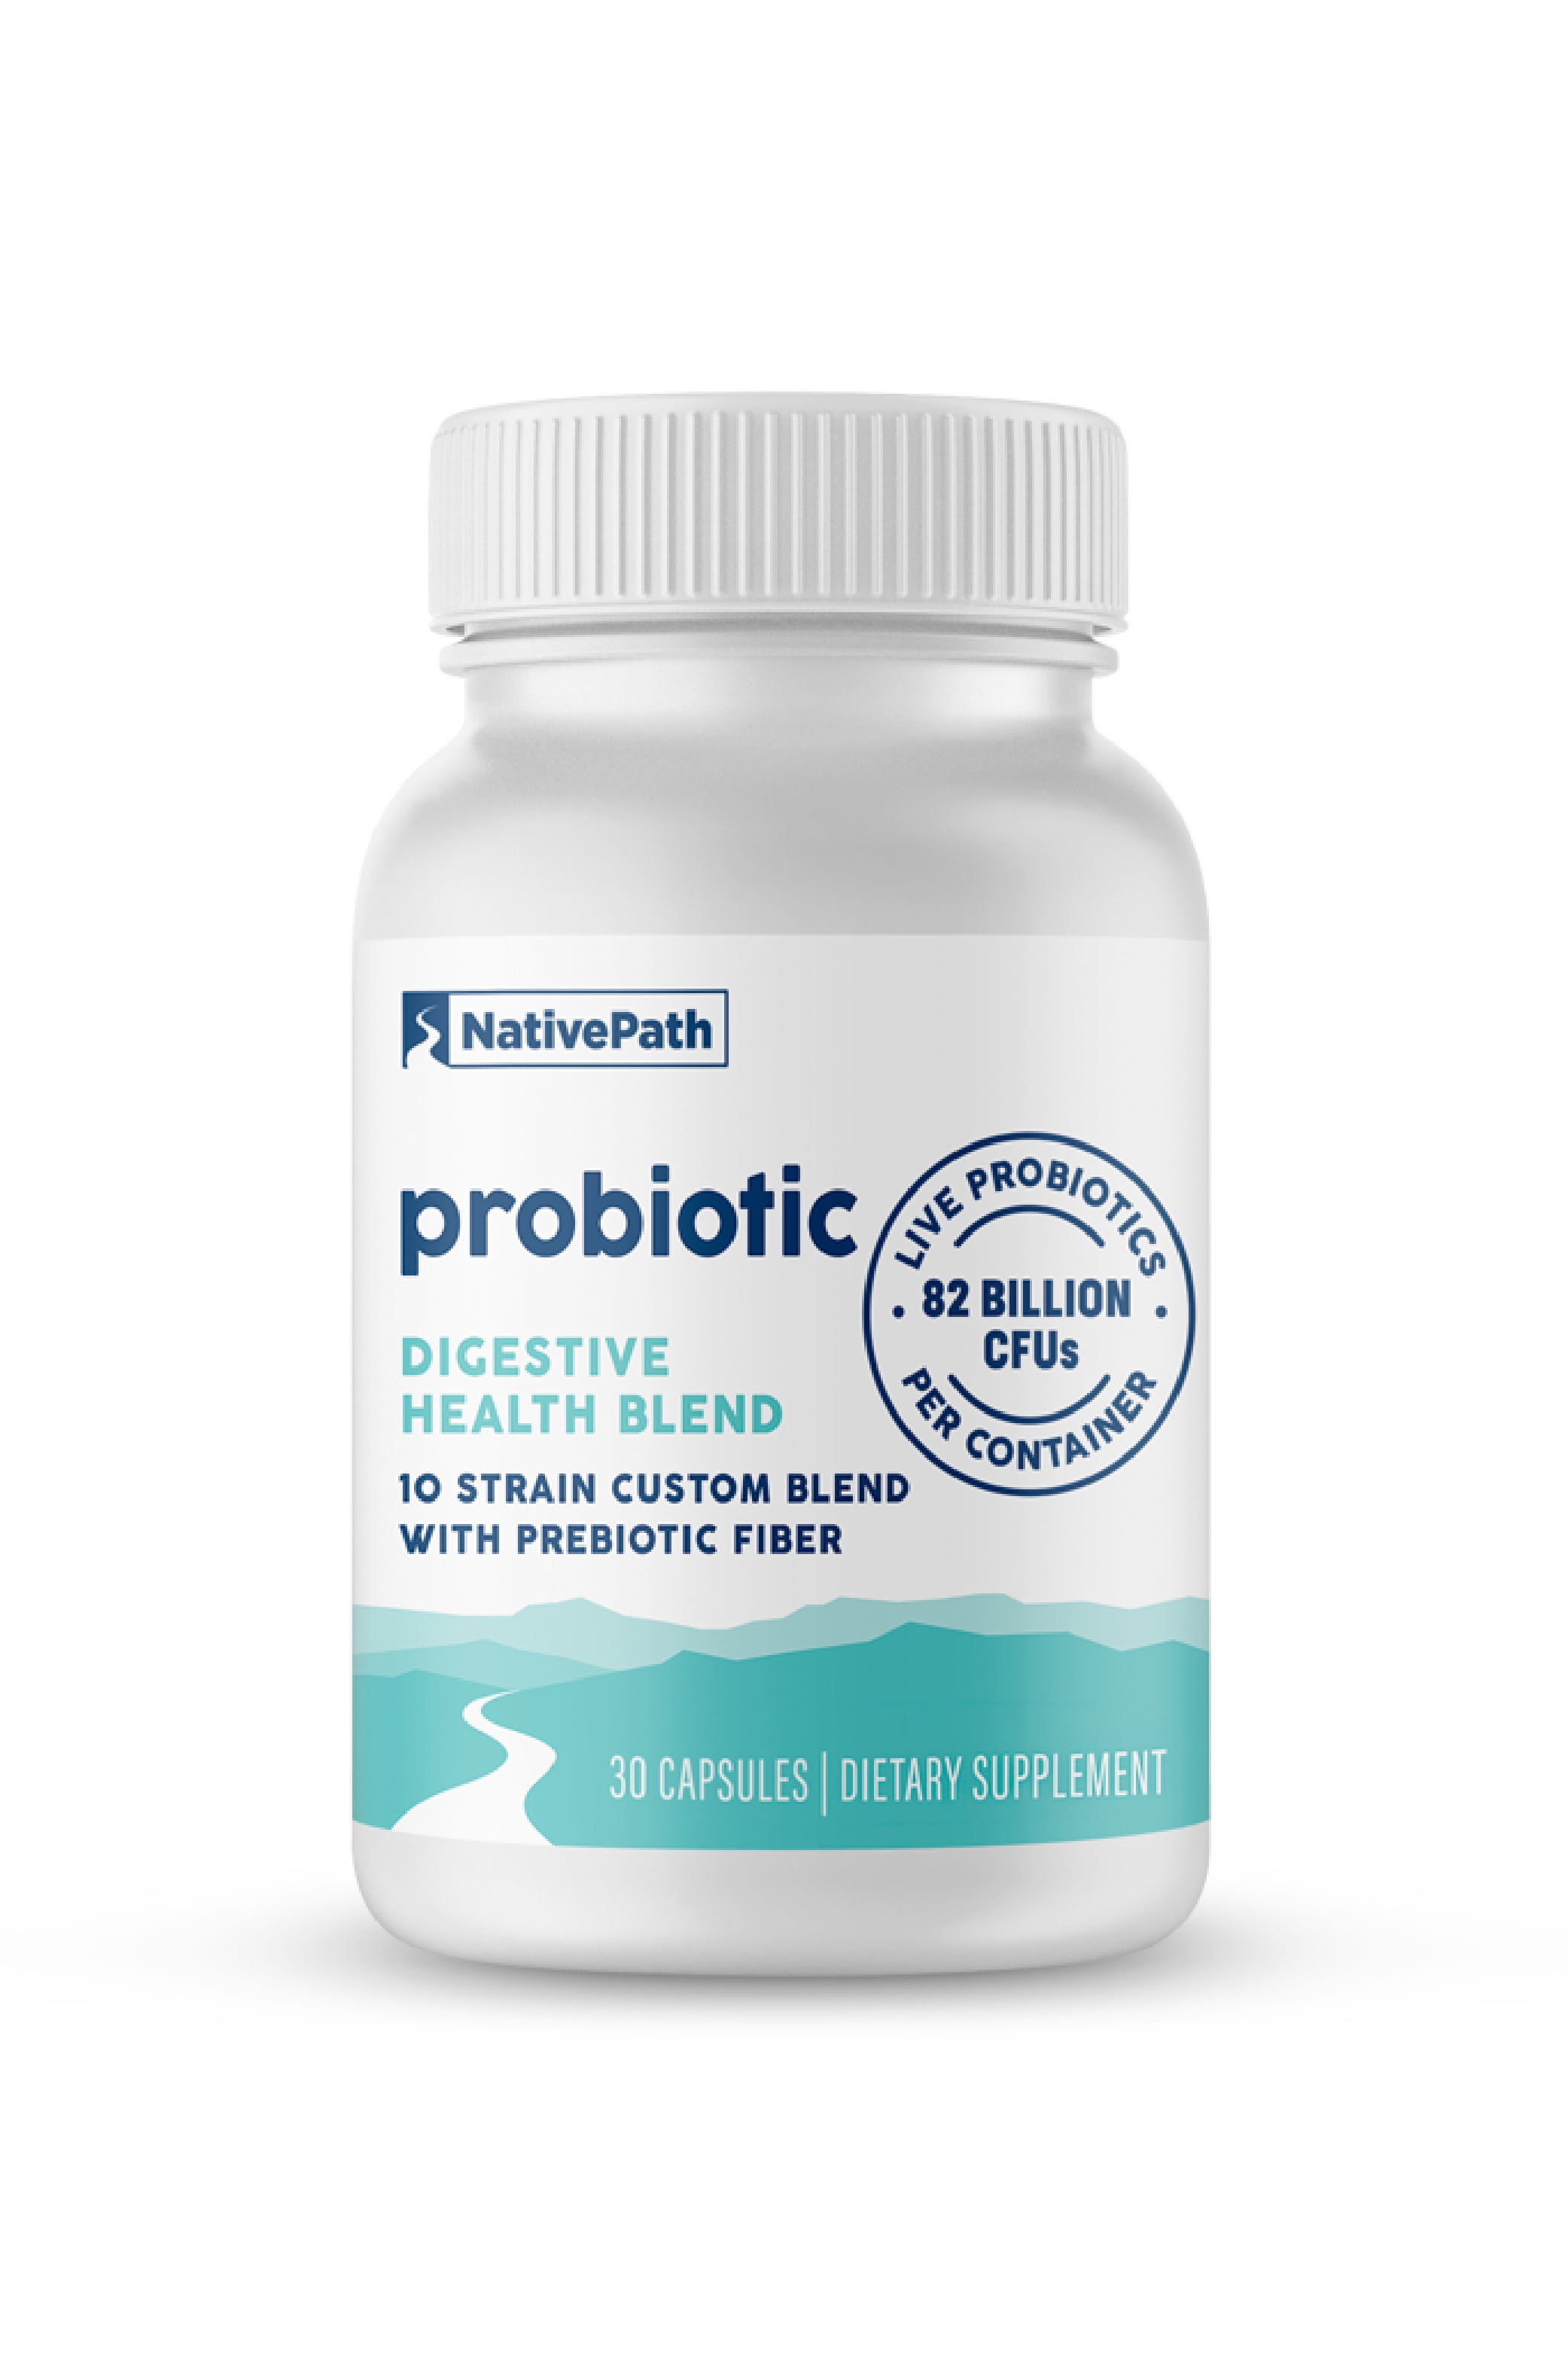 NativePath
probiotic
LIVE PROBIOTICS
82 BILLION
CFUs
PER CONTAINER
DIGESTIVE
HEALTH BLEND
10 STRAIN CUSTOM BLEND
WITH PREBIOTIC FIBER
30 CAPSULES | DIETARY SUPPLEMENT